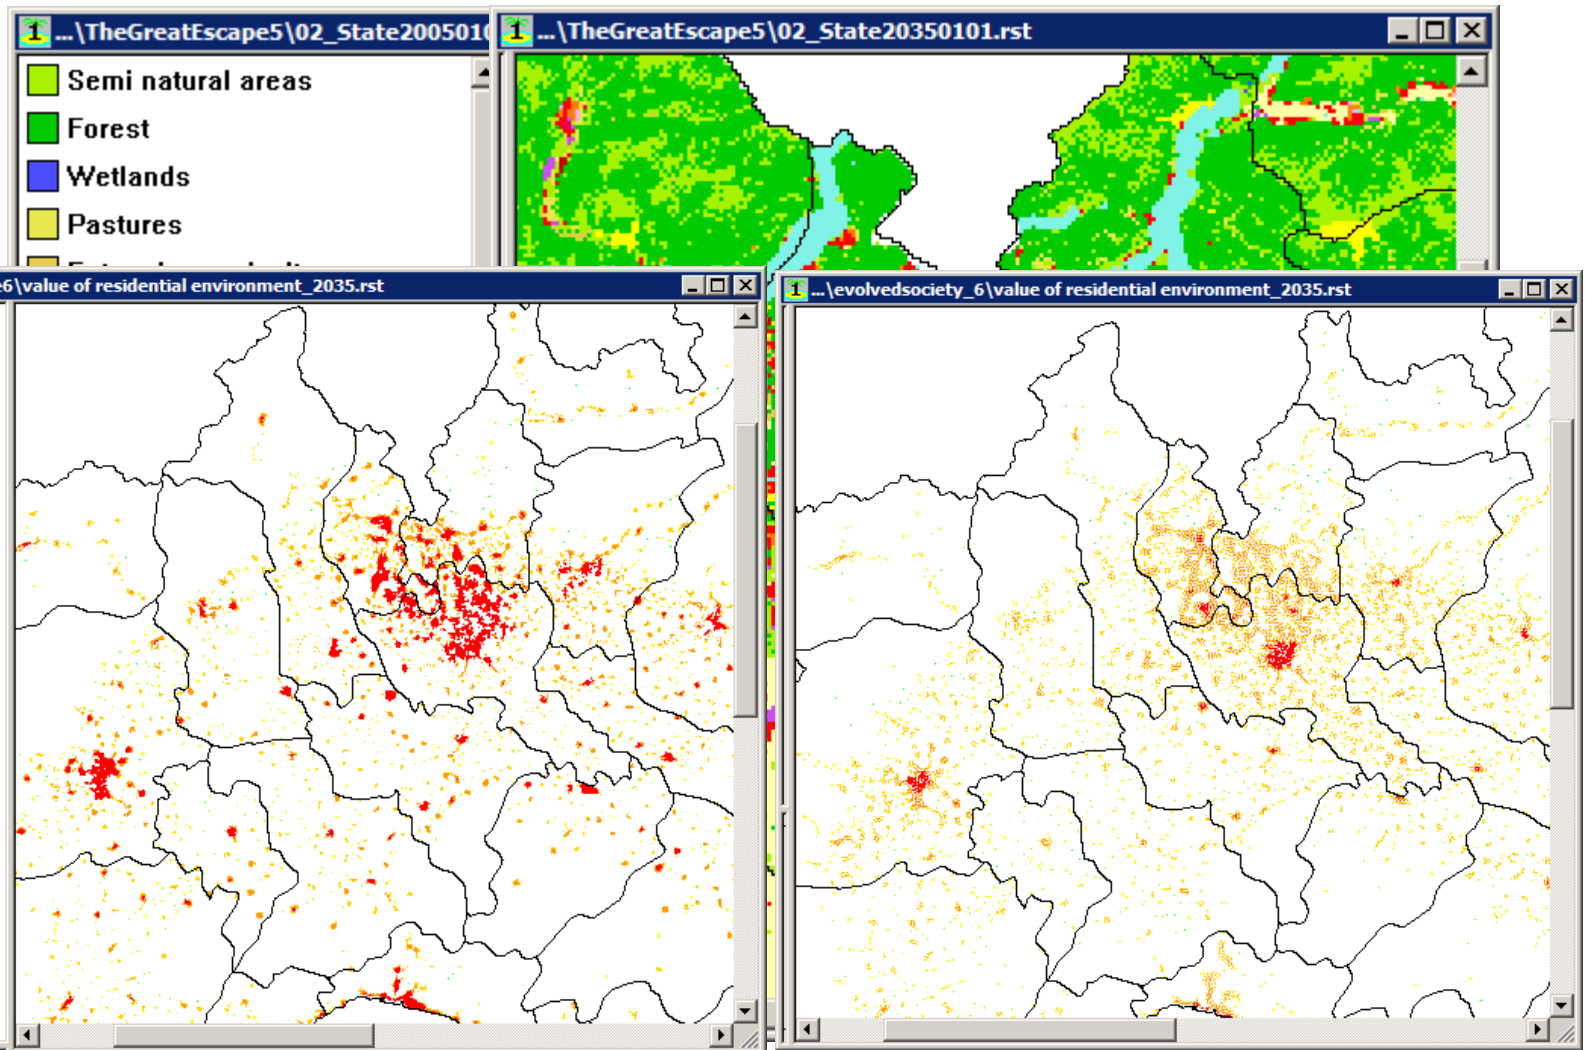 ...\TheGreatEscape5\02_State2005010
...\TheGreatEscape5\02_State20350101.rst
Semi natural areas
Forest
Wetlands
Pastures
6\value of residential environment_2035.rst
...\evolvedsociety_6\value of residential environment_2035.rst